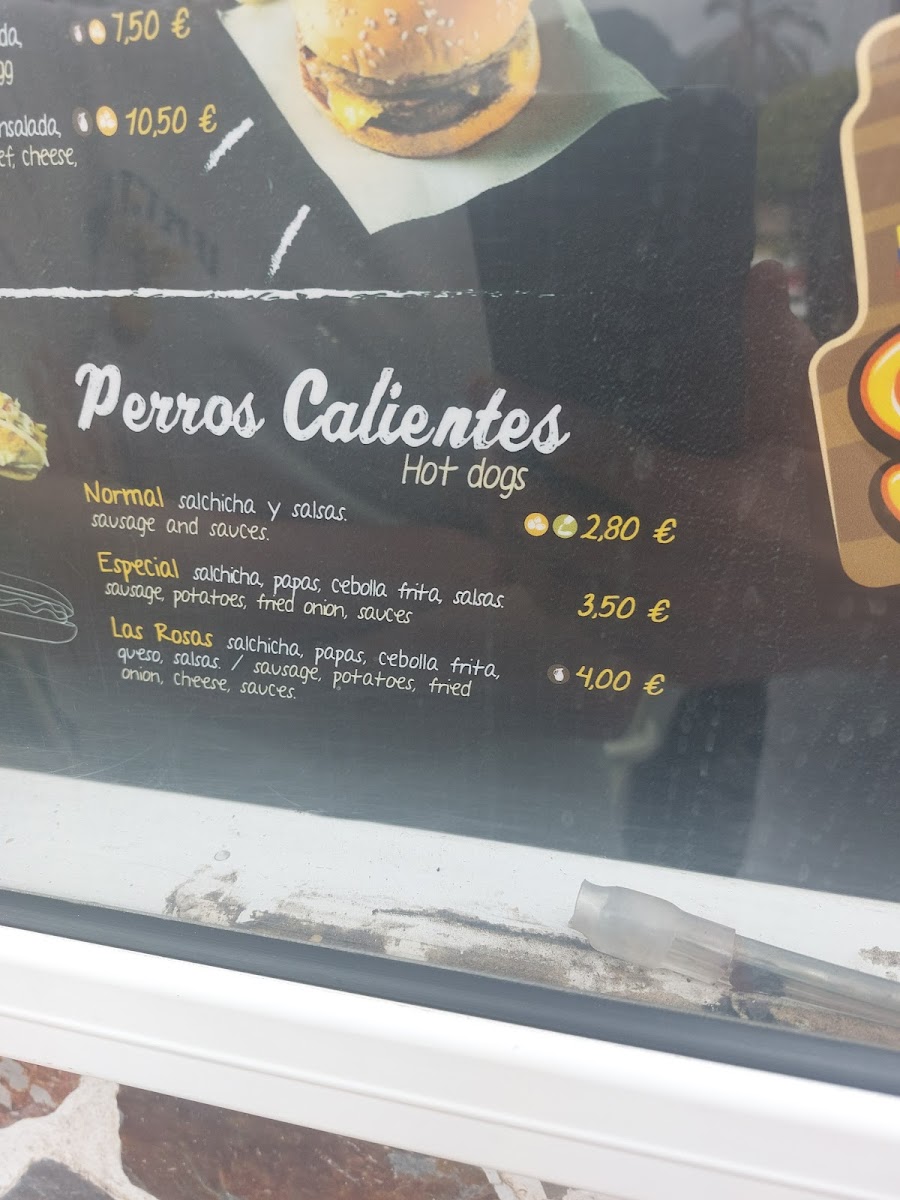 7,50 €
10,50 €
cheese,
Perros Calientes
Hot dogs
Normal salchicha y salsas.
sausage and sauces.
2,80 €
Especial salchicha, papas, cebolla frita, salsas.
sausage, potatoes, fried onion, sauces
3,50 €
Las Rosas salchicha, papas, cebolla frita,
queso, salsas. / sausage, potatoes, fried
onion, cheese, sauces.
4,00 €